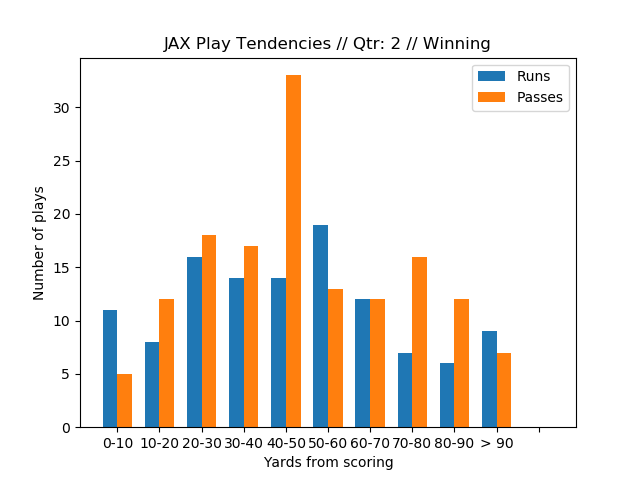 JAX Play Tendencies // Qtr: 2 // Winning
Runs
Passes
Number of plays
30
25
20
15
10
5
0
0-10 10-20 20-30 30-40 40-50 50-60 60-70 70-80 80-90 > 90
Yards from scoring